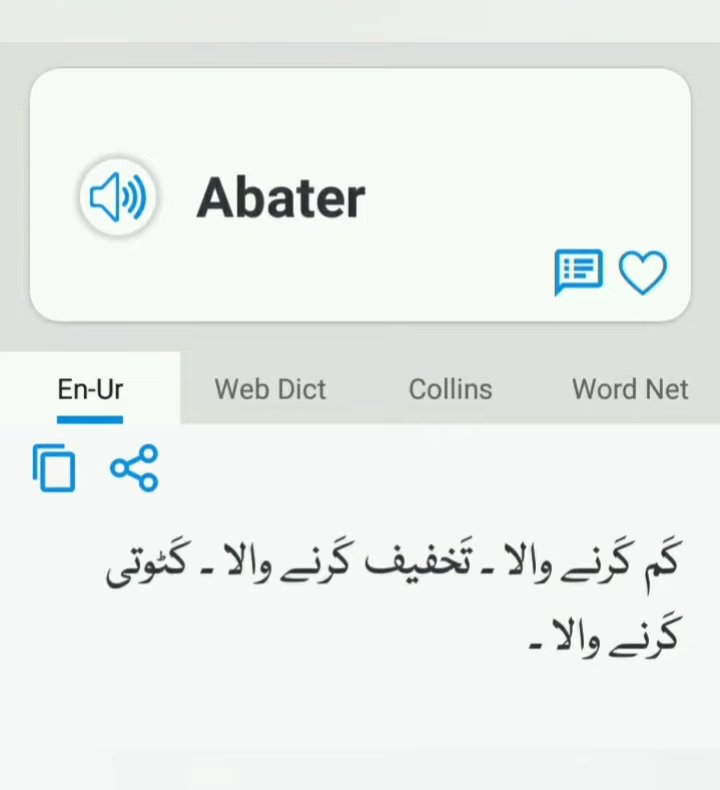 Abater
En-Ur Web Dict Collins Word Net
کَم کَرنے والا ۔ تَخفیف کَرنے والا ۔ کَٹوتی
کَرنے والا ۔